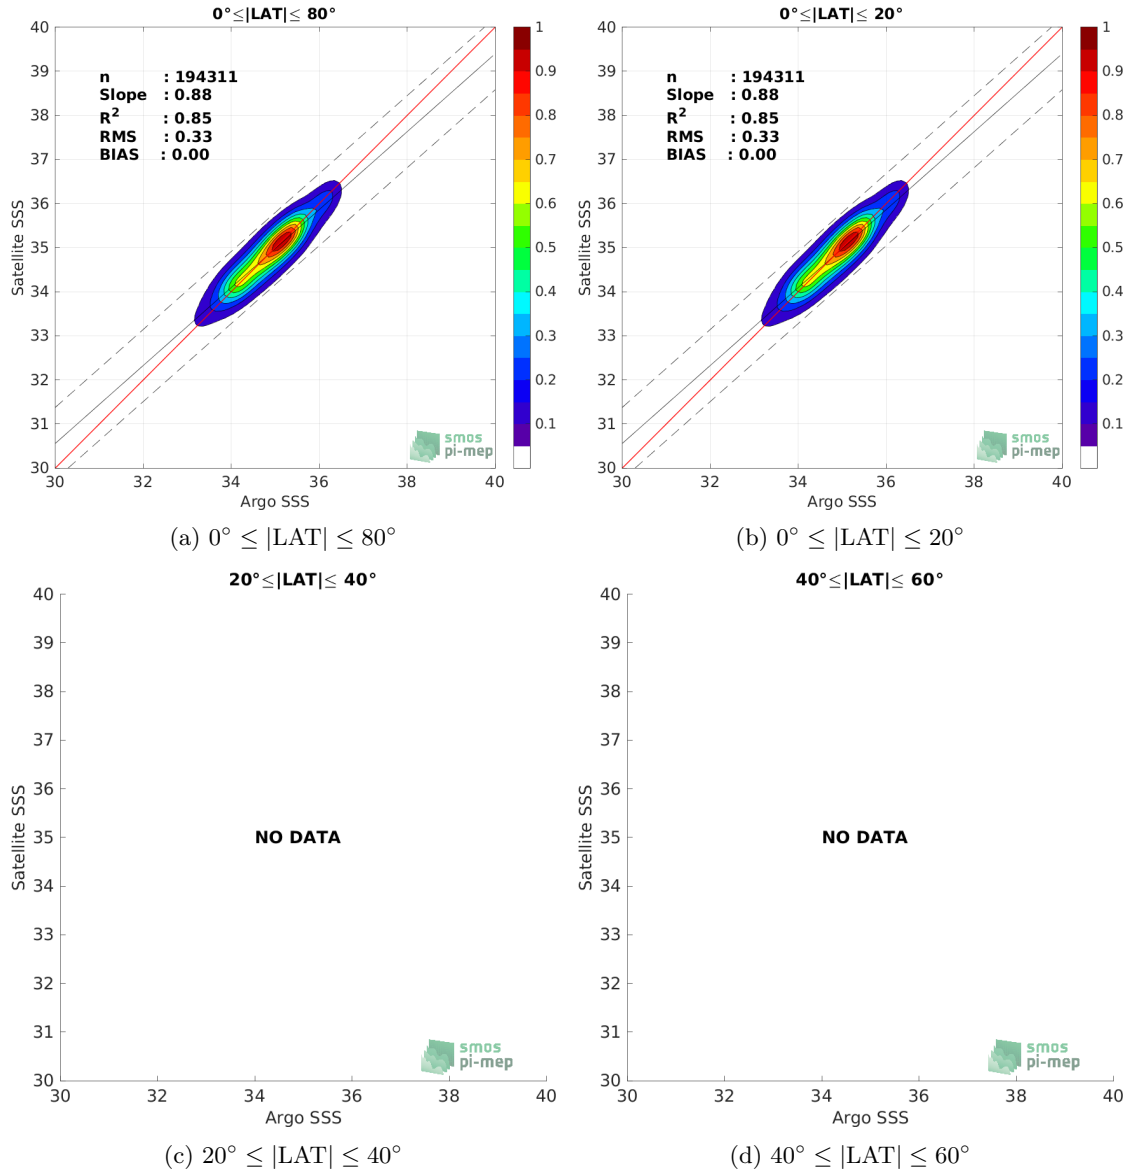 0°≤|LAT|≤ 80°
40
39
38
37
36
35
34
33
32
31
30
Satellite SSS
n : 194311
Slope : 0.88
R² : 0.85
RMS : 0.33
BIAS : 0.00
smos
pi-mep
30 32 34 36 38 40
Argo SSS
1
0.9
0.8
0.7
0.6
0.5
0.4
0.3
0.2
0.1
(a) 0° ≤ |LAT| ≤ 80°
0°≤|LAT|≤ 20°
40
39
38
37
36
35
34
33
32
31
30
Satellite SSS
n : 194311
Slope : 0.88
R² : 0.85
RMS : 0.33
BIAS : 0.00
smos
pi-mep
30 32 34 36 38 40
Argo SSS
1
0.9
0.8
0.7
0.6
0.5
0.4
0.3
0.2
0.1
(b) 0° ≤ |LAT| ≤ 20°
20°≤|LAT|≤ 40°
40
39
38
37
36
35
34
33
32
31
30
Satellite SSS
NO DATA
smos
pi-mep
30 32 34 36 38 40
Argo SSS
(c) 20° ≤ |LAT| ≤ 40°
40°≤|LAT|≤ 60°
40
39
38
37
36
35
34
33
32
31
30
Satellite SSS
NO DATA
smos
pi-mep
30 32 34 36 38 40
Argo SSS
(d) 40° ≤ |LAT| ≤ 60°